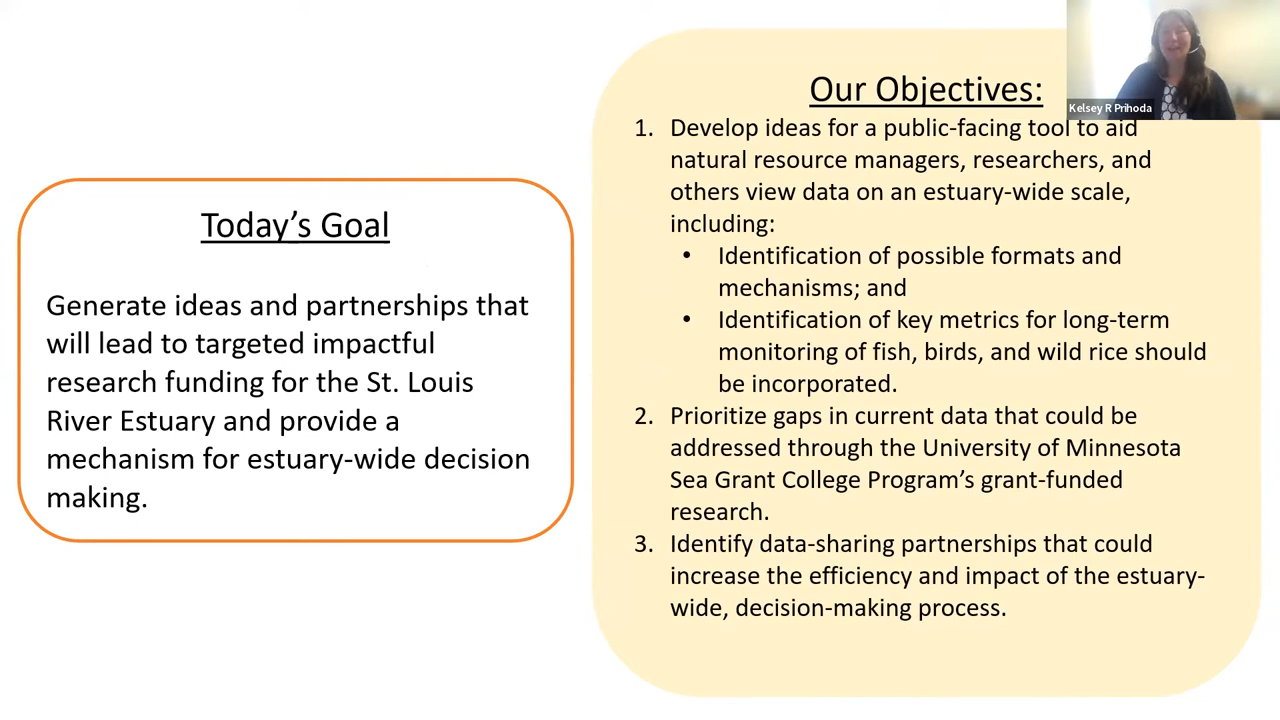 Today's Goal
Generate ideas and partnerships that
will lead to targeted impactful
research funding for the St. Louis
River Estuary and provide a
mechanism for estuary-wide decision
making.
Our Objectives:
1. Develop ideas for a public-facing tool to aid
natural resource managers, researchers, and
others view data on an estuary-wide scale,
including:
• Identification of possible formats and
mechanisms; and
• Identification of key metrics for long-term
monitoring of fish, birds, and wild rice should
be incorporated.
2. Prioritize gaps in current data that could be
addressed through the University of Minnesota
Sea Grant College Program's grant-funded
research.
3. Identify data-sharing partnerships that could
increase the efficiency and impact of the estuary-
wide, decision-making process.
Kelsey R Prihoda